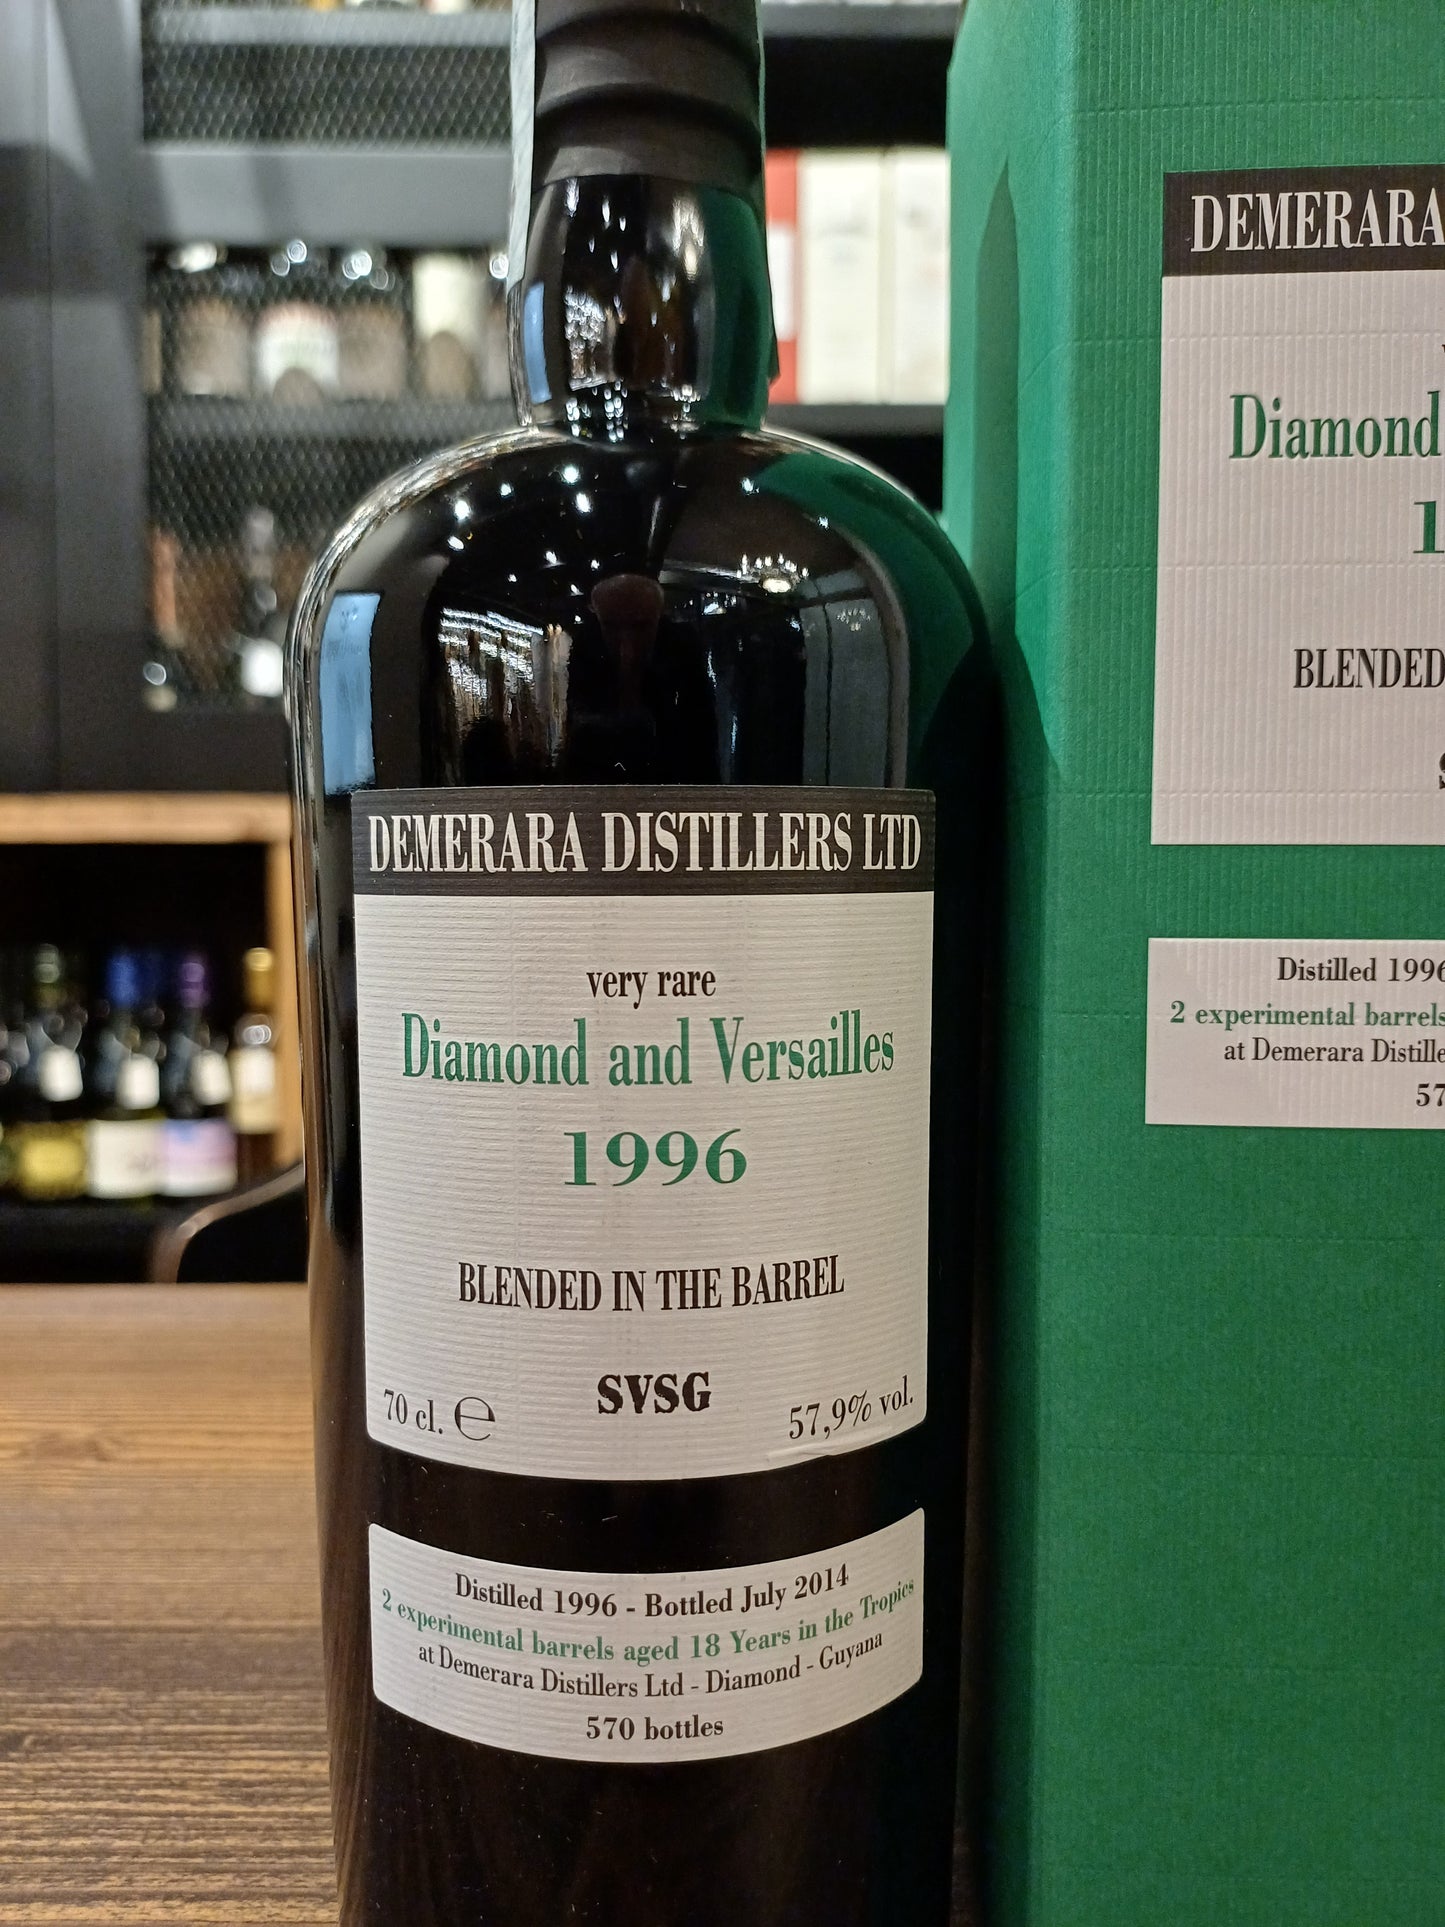 DEMERARA DISTILLERS LTD
very rare
Diamond and Versailles
1996
BLENDED IN THE BARREL
SVSG
70 cl. ℮
57,9% vol.
Distilled 1996 - Bottled July 2014
2 experimental barrels aged 18 Years in the Tropics
at Demerara Distillers Ltd - Diamond - Guyana
570 bottles
DEMERARA
Diamond
1
BLENDED
S
Distilled 1996
2 experimental barrels
at Demerara Distille
57